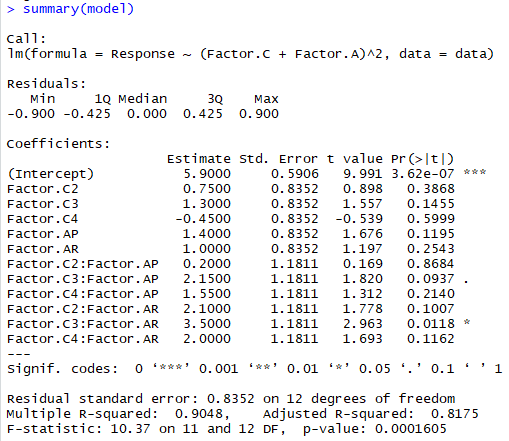 > summary(model)
Call:
lm(formula = Response ~ (Factor.C + Factor.A)^2, data = data)
Residuals:
   Min     1Q Median     3Q    Max
-0.900 -0.425  0.000  0.425  0.900
Coefficients:
                    Estimate Std. Error t value Pr(>|t|)
(Intercept)           5.9000     0.5906   9.991 3.62e-07 ***
Factor.C2             0.7500     0.8352   0.898   0.3868
Factor.C3             1.3000     0.8352   1.557   0.1455
Factor.C4            -0.4500     0.8352  -0.539   0.5999
Factor.AP             1.4000     0.8352   1.676   0.1195
Factor.AR             1.0000     0.8352   1.197   0.2543
Factor.C2:Factor.AP   0.2000     1.1811   0.169   0.8684
Factor.C3:Factor.AP   2.1500     1.1811   1.820   0.0937 .
Factor.C4:Factor.AP   1.5500     1.1811   1.312   0.2140
Factor.C2:Factor.AR   2.1000     1.1811   1.778   0.1007
Factor.C3:Factor.AR   3.5000     1.1811   2.963   0.0118 *
Factor.C4:Factor.AR   2.0000     1.1811   1.693   0.1162
---
Signif. codes:  0 ‘***’ 0.001 ‘**’ 0.01 ‘*’ 0.05 ‘.’ 0.1 ‘ ’ 1
Residual standard error: 0.8352 on 12 degrees of freedom
Multiple R-squared:  0.9048,	Adjusted R-squared:  0.8175
F-statistic: 10.37 on 11 and 12 DF,  p-value: 0.0001605